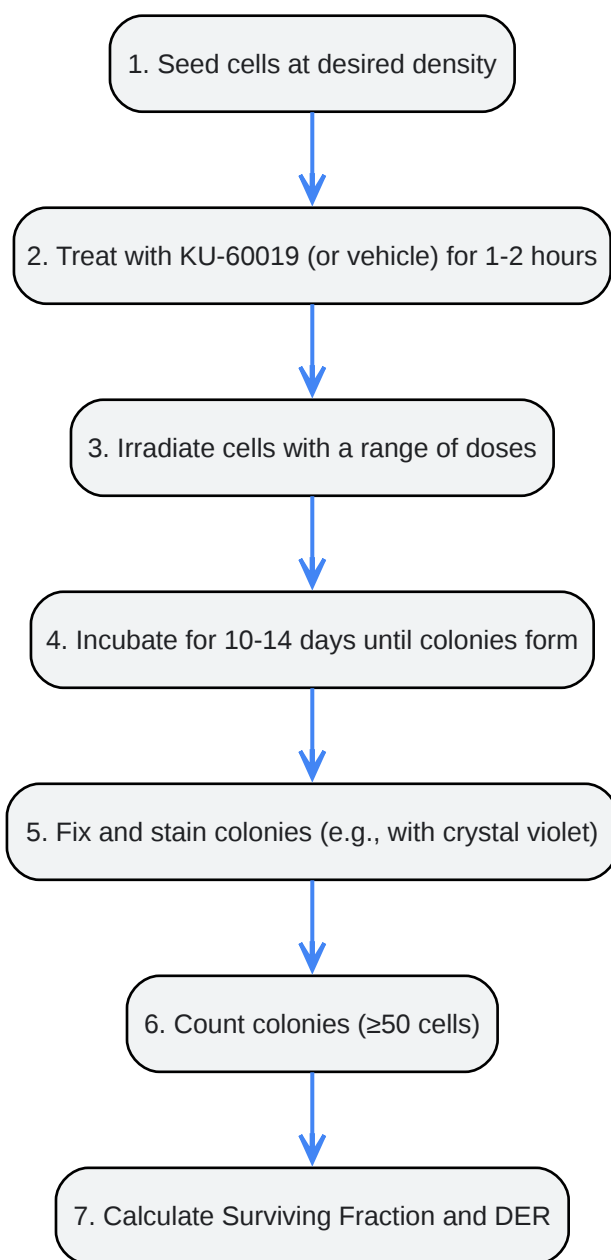 1. Seed cells at desired density
2. Treat with KU-60019 (or vehicle) for 1-2 hours
3. Irradiate cells with a range of doses
4. Incubate for 10-14 days until colonies form
5. Fix and stain colonies (e.g., with crystal violet)
6. Count colonies (≥50 cells)
7. Calculate Surviving Fraction and DER